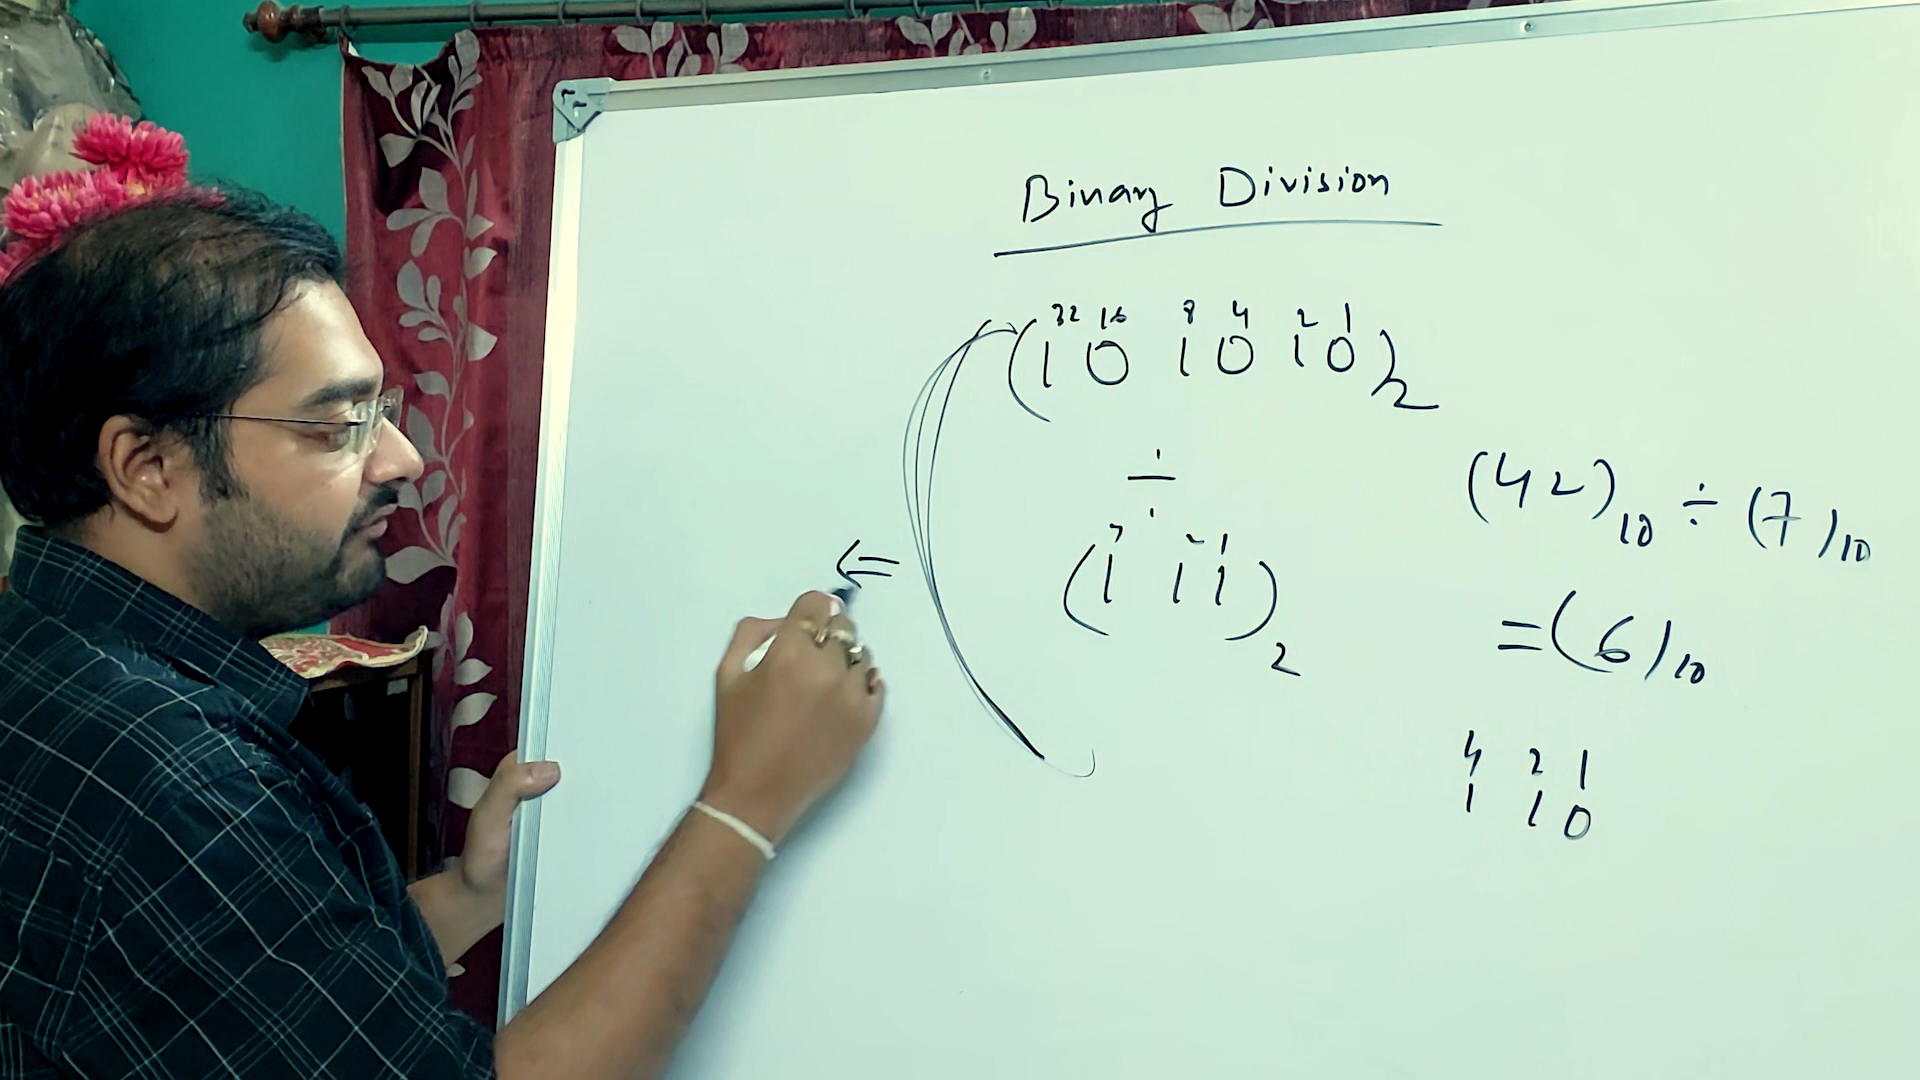 Binary Division
32 16 8 4 2 1
(1 0 1 0 1 0)2
÷
2 1
(1 1 1)2
⇐
(42)10 ÷ (7)10
= (6)10
4 2 1
1 1 0